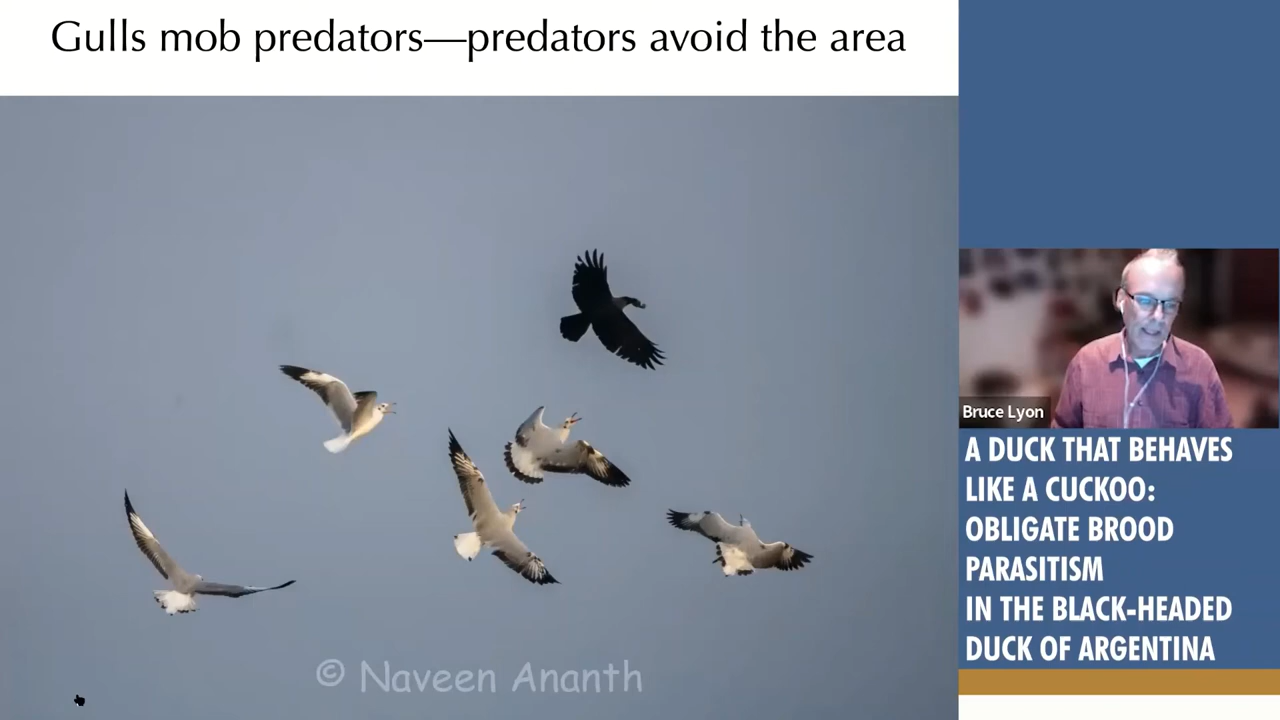 Gulls mob predators—predators avoid the area
© Naveen Ananth
Bruce Lyon
A DUCK THAT BEHAVES
LIKE A CUCKOO:
OBLIGATE BROOD
PARASITISM
IN THE BLACK-HEADED
DUCK OF ARGENTINA